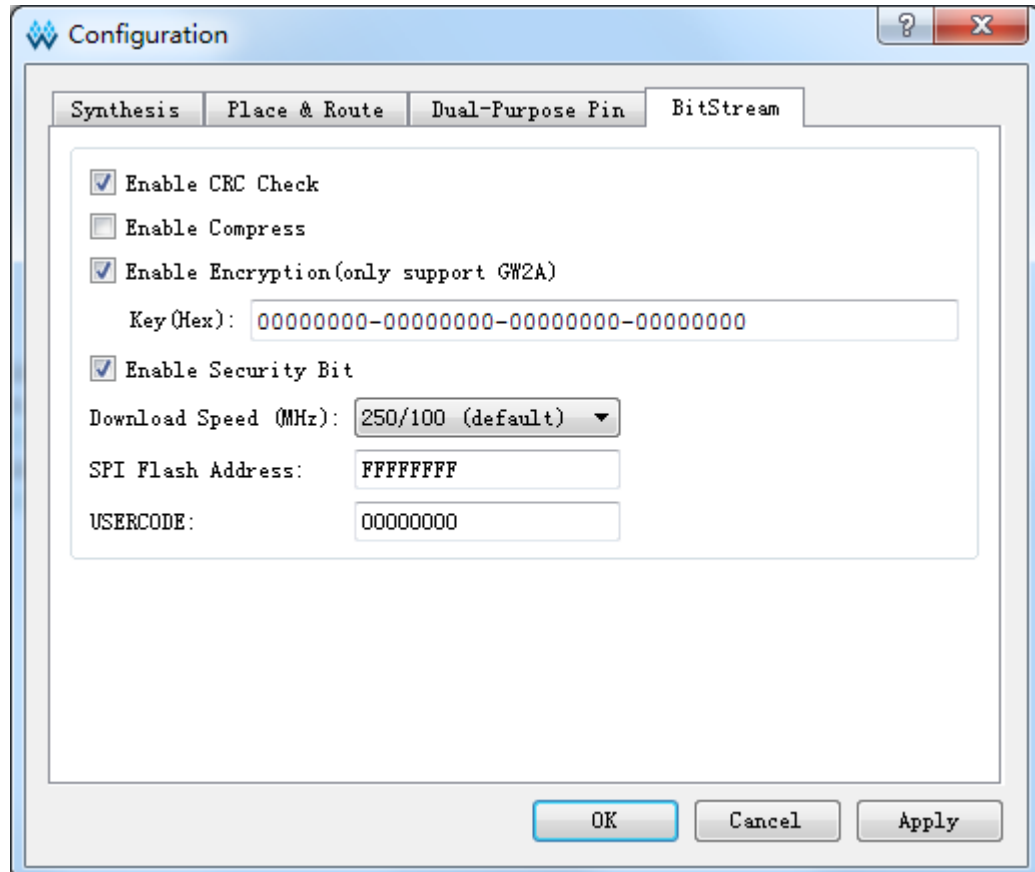 Configuration
Synthesis Place & Route Dual-Purpose Pin BitStream
Enable CRC Check
Enable Compress
Enable Encryption(only support GW2A)
Key(Hex): 00000000-00000000-00000000-00000000
Enable Security Bit
Download Speed (MHz): 250/100 (default)
SPI Flash Address: FFFFFFFF
USERCODE: 00000000
OK Cancel Apply